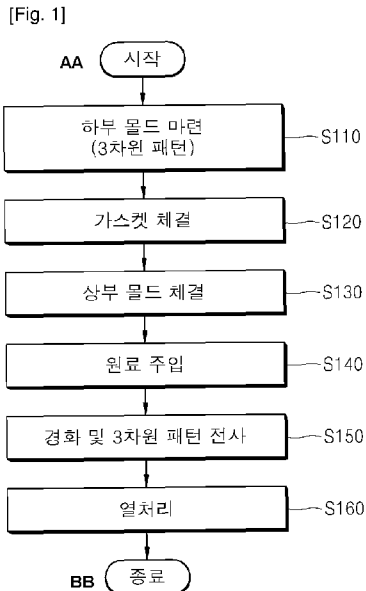 [Fig. 1]
AA 시작
하부 몰드 마련
(3차원 패턴)
S110
가스켓 체결
S120
상부 몰드 체결
S130
원료 주입
S140
경화 및 3차원 패턴 전사
S150
열처리
S160
BB 종료